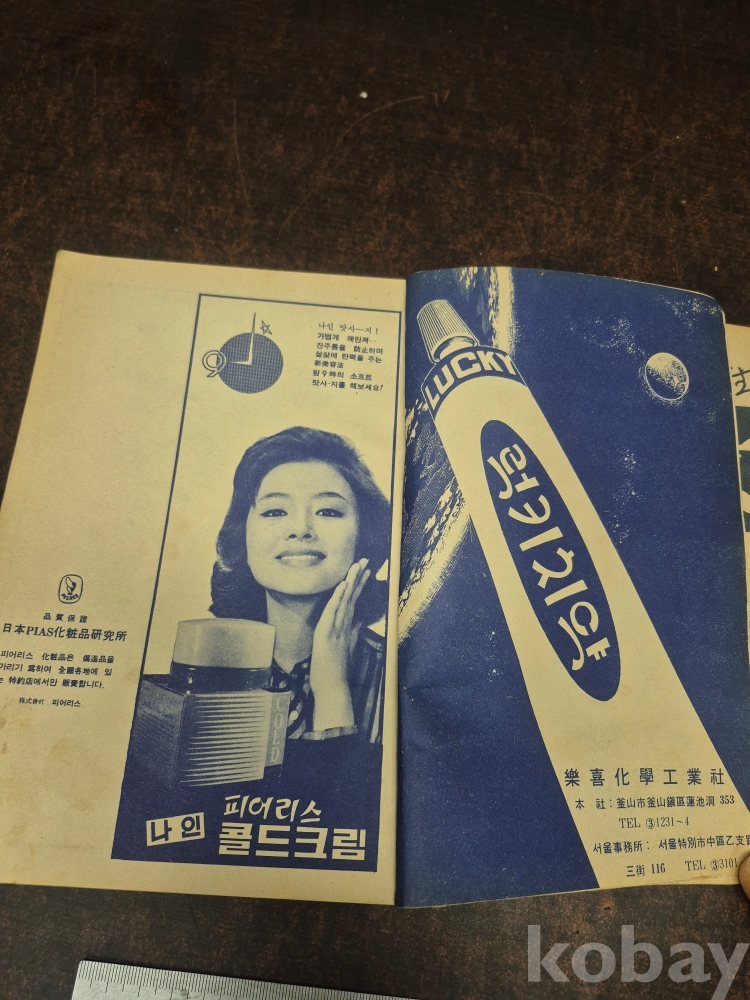 9
나인 맛사—지!
가볍게 매만져…
잔주름을 防止하며
살갗에 탄력을 주는
新美容法
밤9時의 소프트
맛사·지를 해보세요!
品質保證
日本PIAS化粧品硏究所
피어리스 化粧品은 僞造品을
가리기 爲하여 全國各地에 있
는 特約店에서만 販賣합니다.
株式會社 피어리스
COLD
나인
피어리스
콜드크림
LUCKY
럭키치약
樂喜化學工業社
本 社: 釜山市釜山鎭區蓮池洞 353
TEL ③1231~4
서울事務所: 서울特別市中區乙支路
三街 116 TEL ③3101
kobay